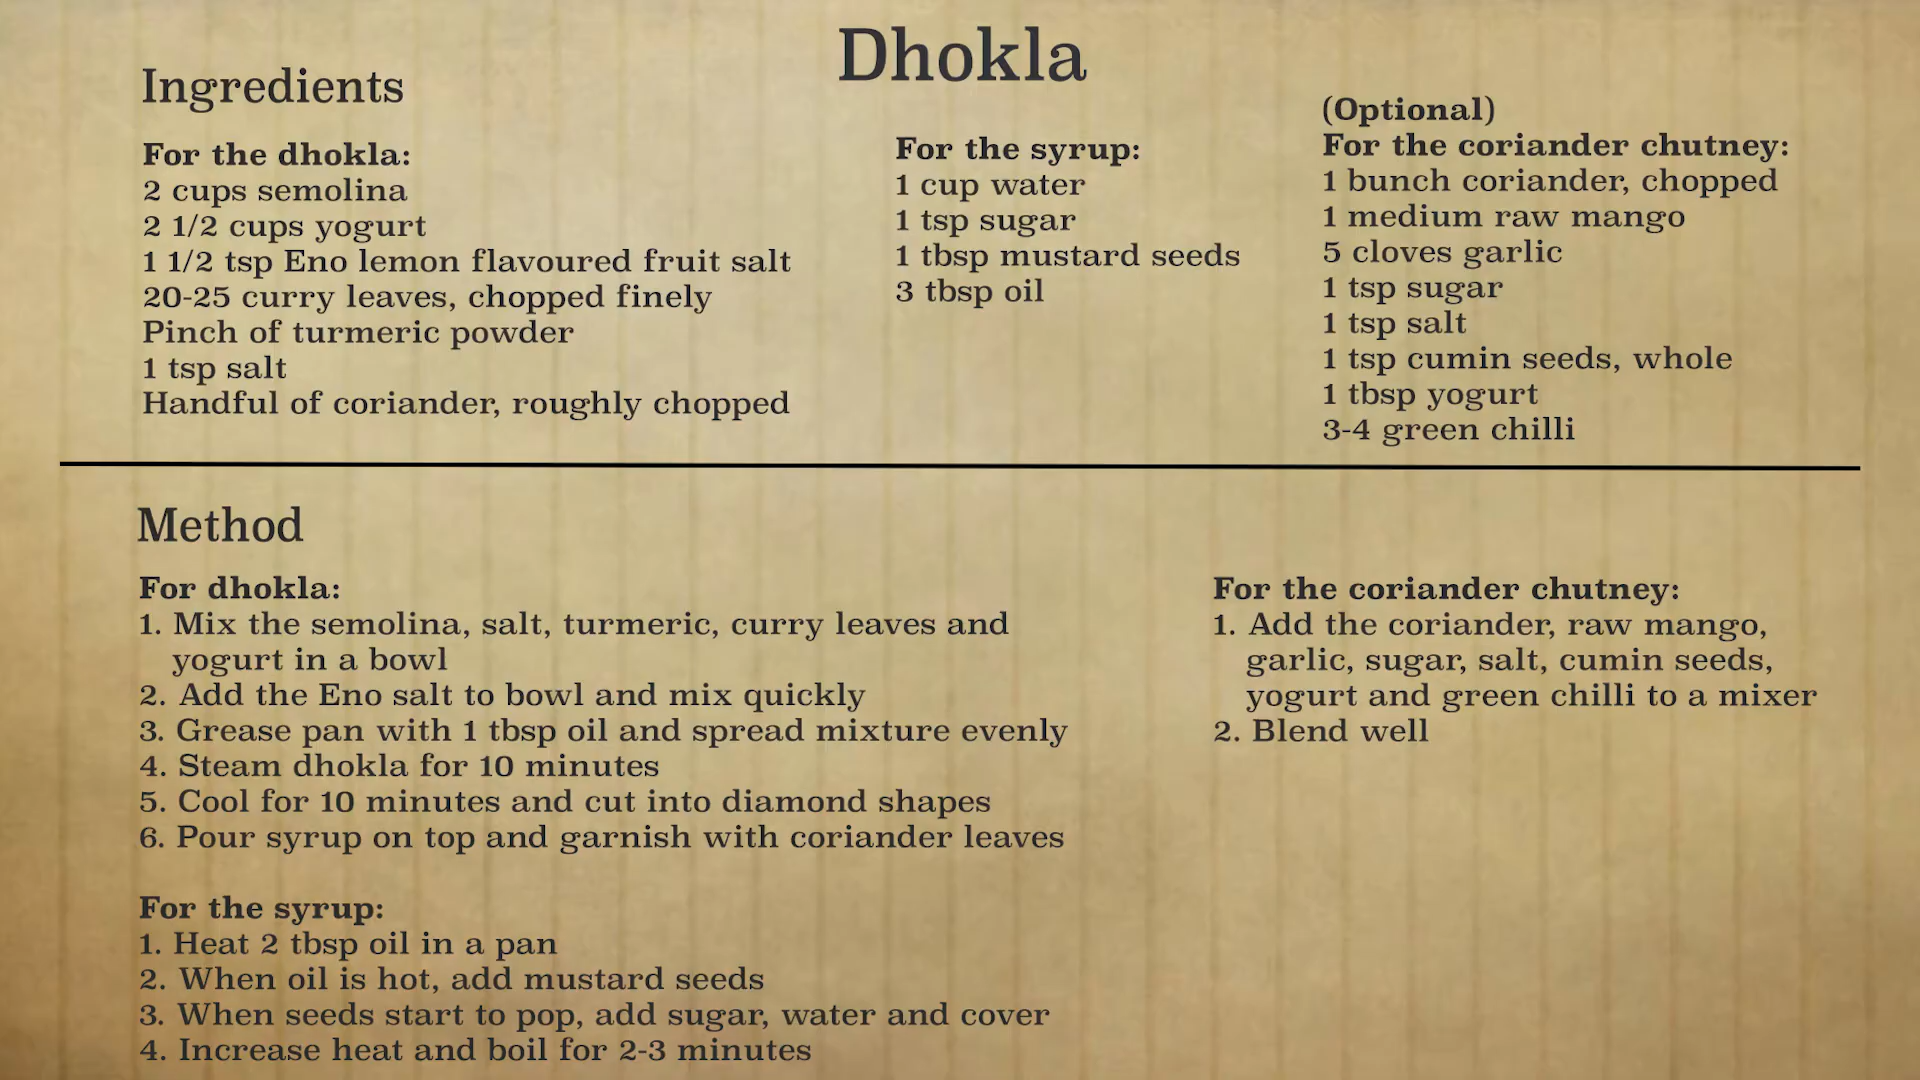 Dhokla
Ingredients
For the dhokla:
2 cups semolina
2 1/2 cups yogurt
1 1/2 tsp Eno lemon flavoured fruit salt
20-25 curry leaves, chopped finely
Pinch of turmeric powder
1 tsp salt
Handful of coriander, roughly chopped
For the syrup:
1 cup water
1 tsp sugar
1 tbsp mustard seeds
3 tbsp oil
(Optional)
For the coriander chutney:
1 bunch coriander, chopped
1 medium raw mango
5 cloves garlic
1 tsp sugar
1 tsp salt
1 tsp cumin seeds, whole
1 tbsp yogurt
3-4 green chilli
Method
For dhokla:
1. Mix the semolina, salt, turmeric, curry leaves and
yogurt in a bowl
2. Add the Eno salt to bowl and mix quickly
3. Grease pan with 1 tbsp oil and spread mixture evenly
4. Steam dhokla for 10 minutes
5. Cool for 10 minutes and cut into diamond shapes
6. Pour syrup on top and garnish with coriander leaves
For the syrup:
1. Heat 2 tbsp oil in a pan
2. When oil is hot, add mustard seeds
3. When seeds start to pop, add sugar, water and cover
4. Increase heat and boil for 2-3 minutes
For the coriander chutney:
1. Add the coriander, raw mango,
garlic, sugar, salt, cumin seeds,
yogurt and green chilli to a mixer
2. Blend well